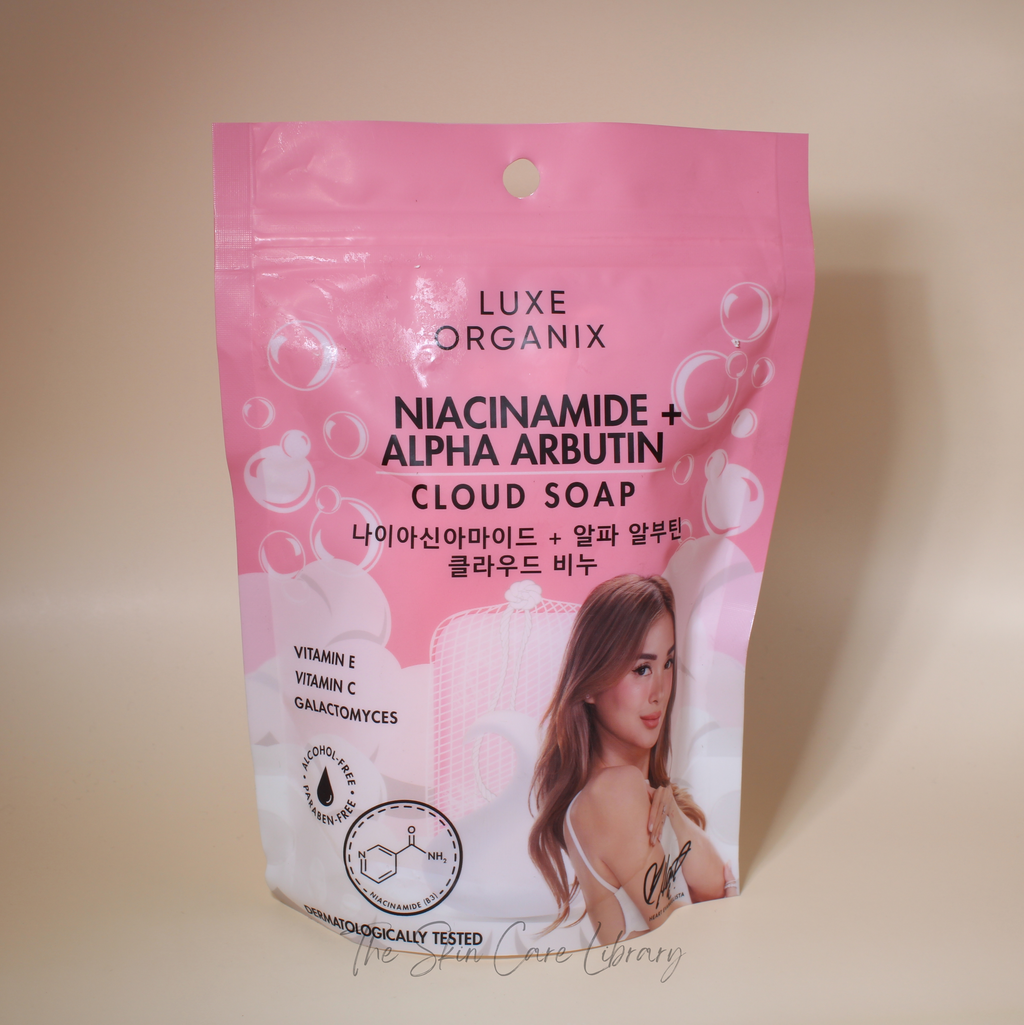 LUXE
ORGANIX
NIACINAMIDE +
ALPHA ARBUTIN
CLOUD SOAP
나이아신아마이드 + 알파 알부틴
클라우드 비누
VITAMIN E
VITAMIN C
GALACTOMYCES
• ALCOHOL-FREE •
PARABEN-FREE
N
O
NH2
NIACINAMIDE (B3)
DERMATOLOGICALLY TESTED
HEART
The Skin Care Library